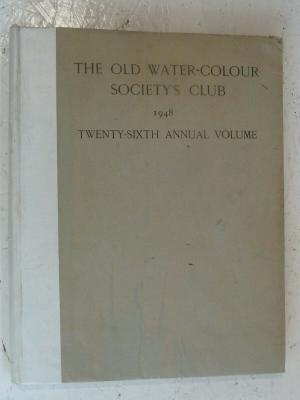 THE OLD WATER-COLOUR
SOCIETY'S CLUB
1948
TWENTY-SIXTH ANNUAL VOLUME